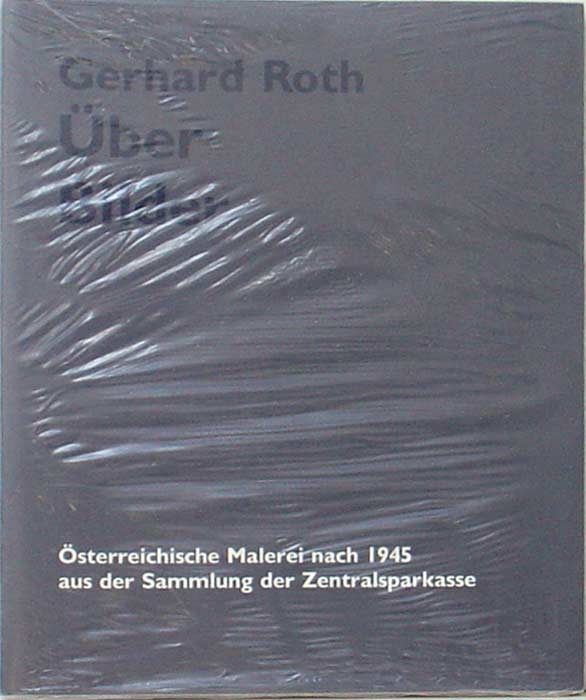 Gerhard Roth
Über
Bilder
Österreichische Malerei nach 1945
aus der Sammlung der Zentralsparkasse